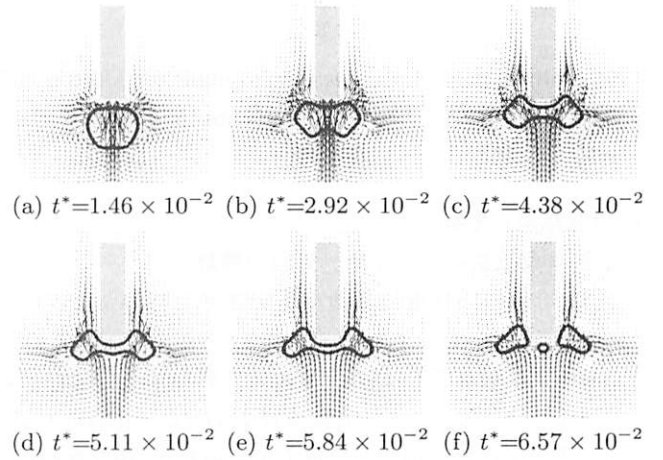 (a) t*=1.46 × 10⁻² (b) t*=2.92 × 10⁻² (c) t*=4.38 × 10⁻²
(d) t*=5.11 × 10⁻² (e) t*=5.84 × 10⁻² (f) t*=6.57 × 10⁻²